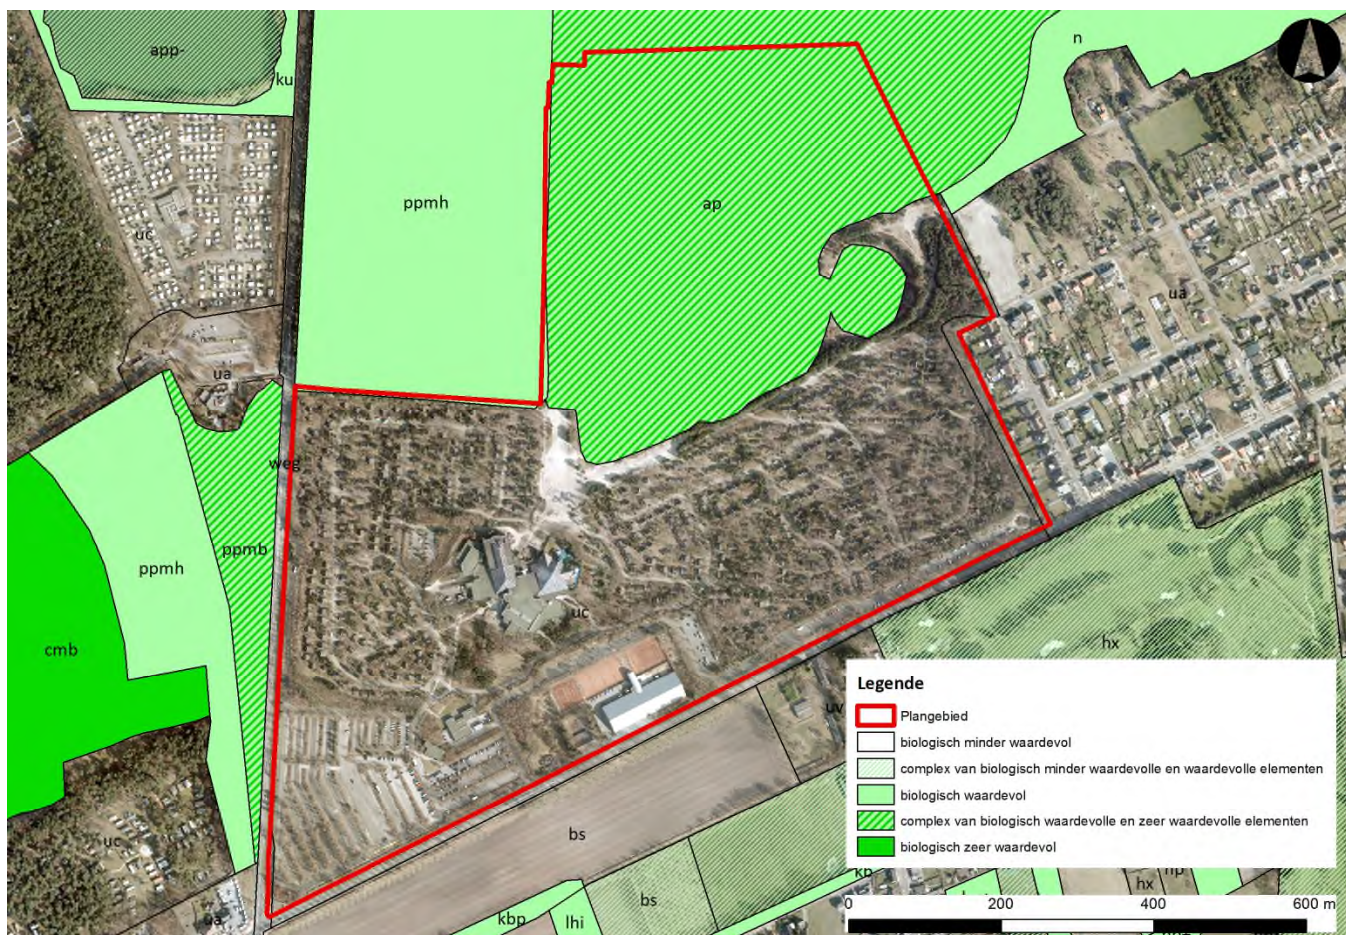 app-
ku
n
ppmh
ap
uc
ua
ua
weg
ppmb
ppmh
cmb
uc
hx
uv
uc
ua
bs
bs
kbp
lhi
kb
hx
Legende
Plangebied
biologisch minder waardevol
complex van biologisch minder waardevolle en waardevolle elementen
biologisch waardevol
complex van biologisch waardevolle en zeer waardevolle elementen
biologisch zeer waardevol
0 200 400 600 m